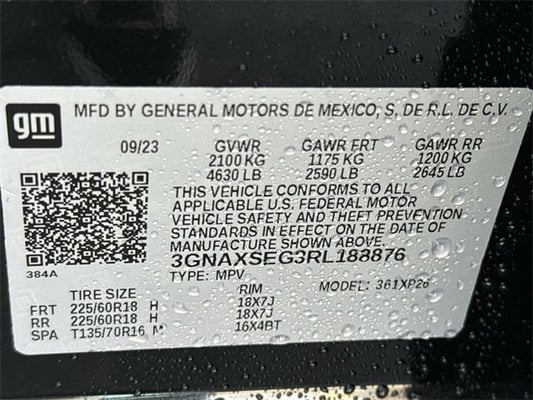 gm
MFD BY GENERAL MOTORS DE MEXICO, S. DE R.L. DE C.V.
09/23 GVWR GAWR FRT GAWR RR
2100 KG 1175 KG 1200 KG
4630 LB 2590 LB 2645 LB
THIS VEHICLE CONFORMS TO ALL
APPLICABLE U.S. FEDERAL MOTOR
VEHICLE SAFETY AND THEFT PREVENTION
STANDARDS IN EFFECT ON THE DATE OF
MANUFACTURE SHOWN ABOVE.
384A
3GNAXSEG3RL183876
TYPE: MPV MODEL: 361XP26
TIRE SIZE RIM
FRT 225/60R18 H 18X7J
RR 225/60R18 H 18X7J
SPA T135/70R16 M 16X4BT